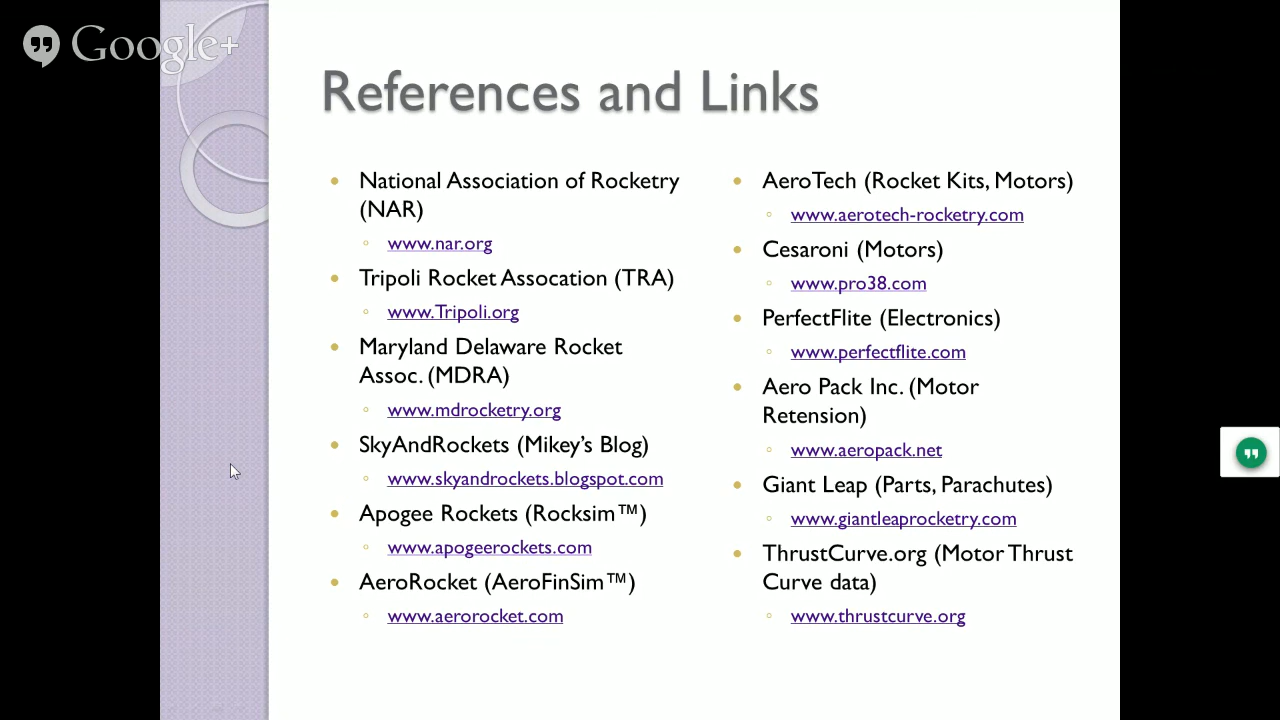 Google+
References and Links
National Association of Rocketry
(NAR)
www.nar.org
Tripoli Rocket Assocation (TRA)
www.Tripoli.org
Maryland Delaware Rocket
Assoc. (MDRA)
www.mdrocketry.org
SkyAndRockets (Mikey's Blog)
www.skyandrockets.blogspot.com
Apogee Rockets (Rocksim™)
www.apogeerockets.com
AeroRocket (AeroFinSim™)
www.aerorocket.com
AeroTech (Rocket Kits, Motors)
www.aerotech-rocketry.com
Cesaroni (Motors)
www.pro38.com
PerfectFlite (Electronics)
www.perfectflite.com
Aero Pack Inc. (Motor
Retension)
www.aeropack.net
Giant Leap (Parts, Parachutes)
www.giantleaprocketry.com
ThrustCurve.org (Motor Thrust
Curve data)
www.thrustcurve.org